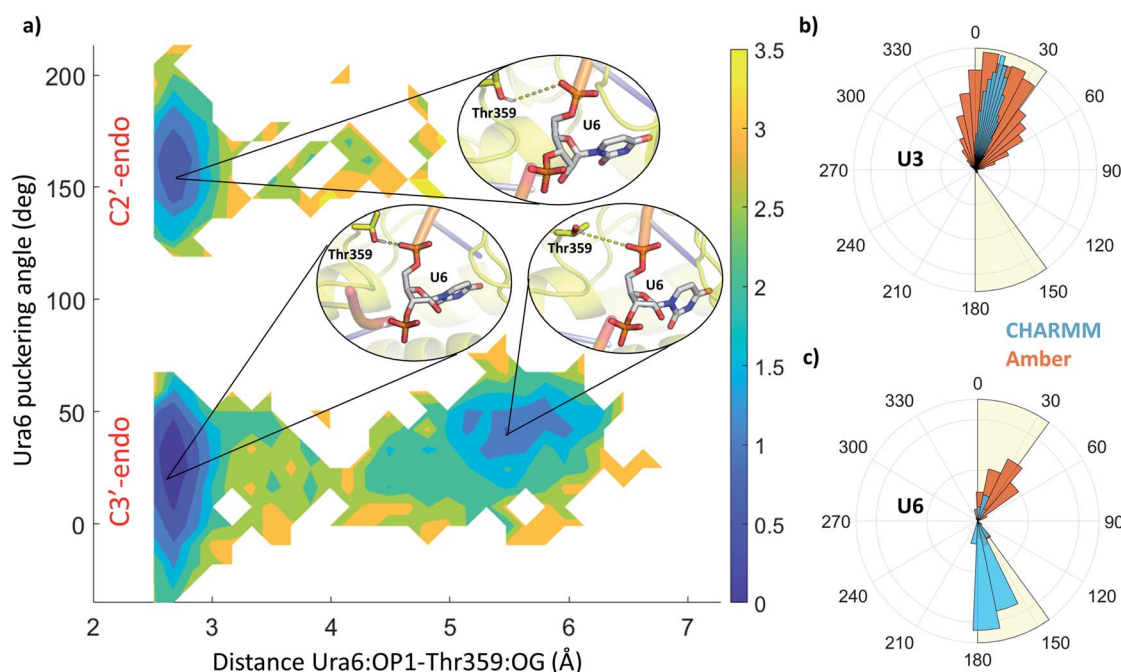 a)
200
150
100
50
0
2
3
4
5
6
7
Ura6 puckering angle (deg)
C2'-endo
C3'-endo
Distance Ura6:OP1-Thr359:OG (Å)
Thr359
U6
Thr359
U6
Thr359
U6
3.5
3
2.5
2
1.5
1
0.5
0
b)
0
30
60
90
120
150
180
210
240
270
300
330
U3
CHARMM
Amber
c)
0
30
60
90
120
150
180
210
240
270
300
330
U6